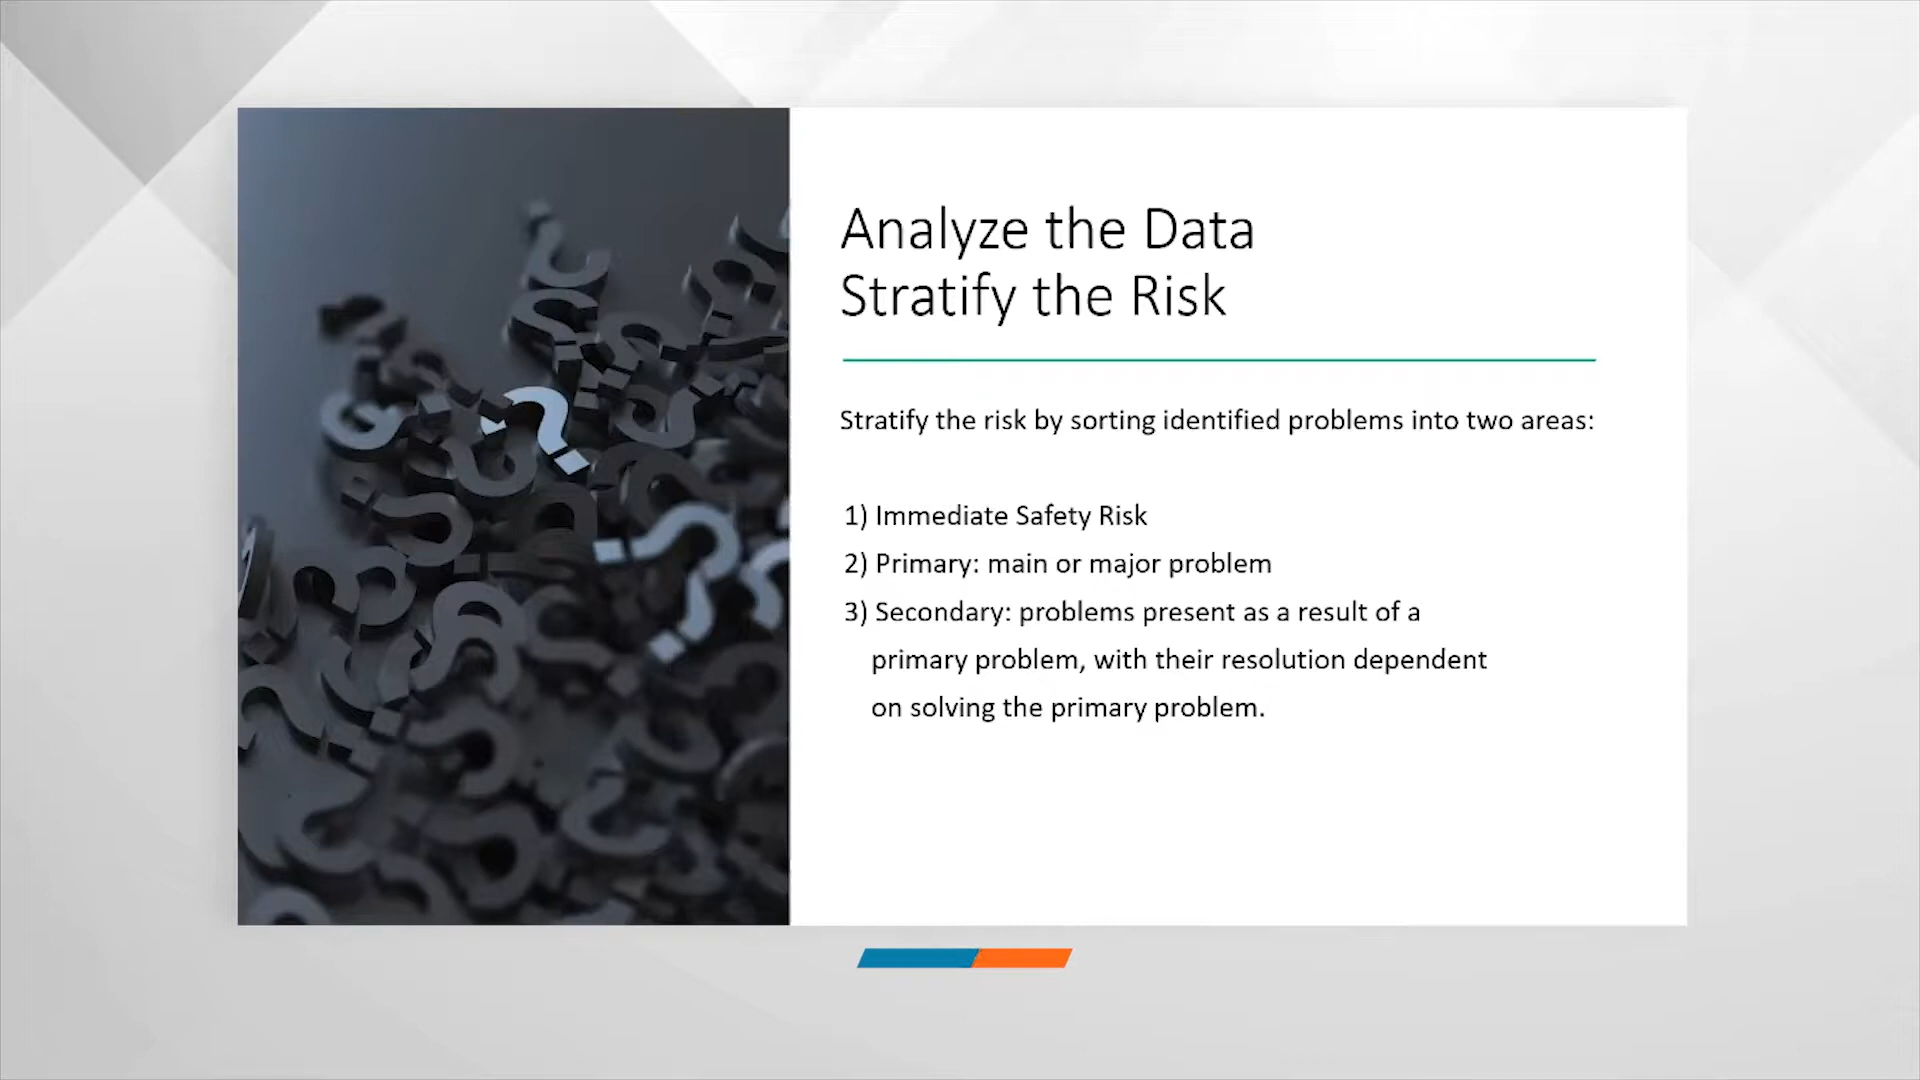 Analyze the Data
Stratify the Risk
Stratify the risk by sorting identified problems into two areas:
1) Immediate Safety Risk
2) Primary: main or major problem
3) Secondary: problems present as a result of a
primary problem, with their resolution dependent
on solving the primary problem.